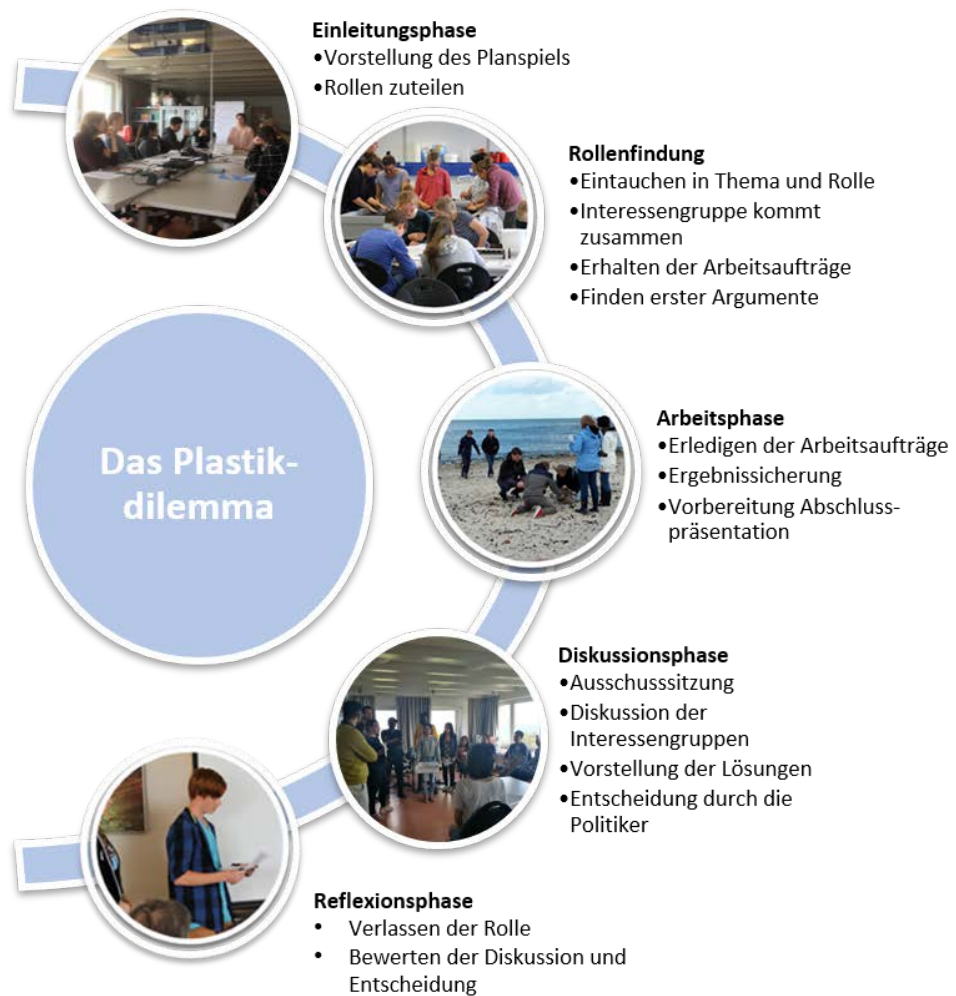 Einleitungsphase
•Vorstellung des Planspiels
•Rollen zuteilen
Rollenfindung
•Eintauchen in Thema und Rolle
•Interessengruppe kommt
zusammen
•Erhalten der Arbeitsaufträge
•Finden erster Argumente
Das Plastik-
dilemma
Arbeitsphase
•Erledigen der Arbeitsaufträge
•Ergebnissicherung
•Vorbereitung Abschluss-
präsentation
Diskussionsphase
•Ausschusssitzung
•Diskussion der
Interessengruppen
•Vorstellung der Lösungen
•Entscheidung durch die
Politiker
Reflexionsphase
• Verlassen der Rolle
• Bewerten der Diskussion und
Entscheidung